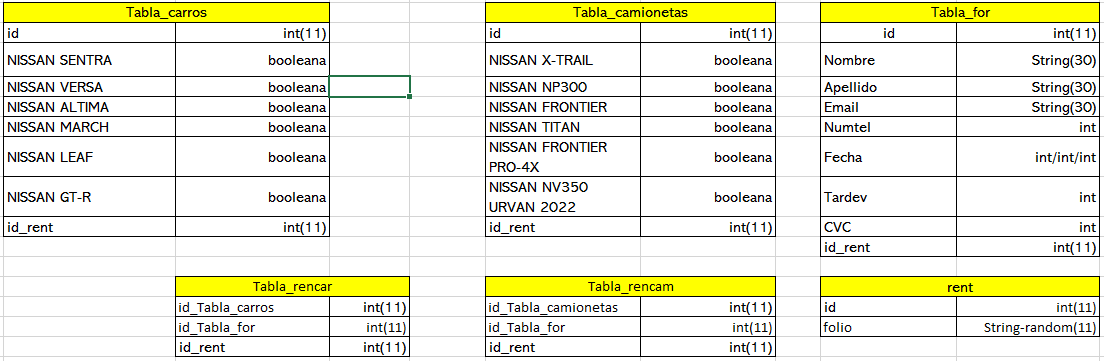 Tabla_carros
id int(11)
NISSAN SENTRA booleana
NISSAN VERSA booleana
NISSAN ALTIMA booleana
NISSAN MARCH booleana
NISSAN LEAF booleana
NISSAN GT-R booleana
id_rent int(11)
Tabla_camionetas
id int(11)
NISSAN X-TRAIL booleana
NISSAN NP300 booleana
NISSAN FRONTIER booleana
NISSAN TITAN booleana
NISSAN FRONTIER
PRO-4X booleana
NISSAN NV350
URVAN 2022 booleana
id_rent int(11)
Tabla_for
id int(11)
Nombre String(30)
Apellido String(30)
Email String(30)
Numtel int
Fecha int/int/int
Tardev int
CVC int
id_rent int(11)
Tabla_rencar
id_Tabla_carros int(11)
id_Tabla_for int(11)
id_rent int(11)
Tabla_rencam
id_Tabla_camionetas int(11)
id_Tabla_for int(11)
id_rent int(11)
rent
id int(11)
folio String-random(11)